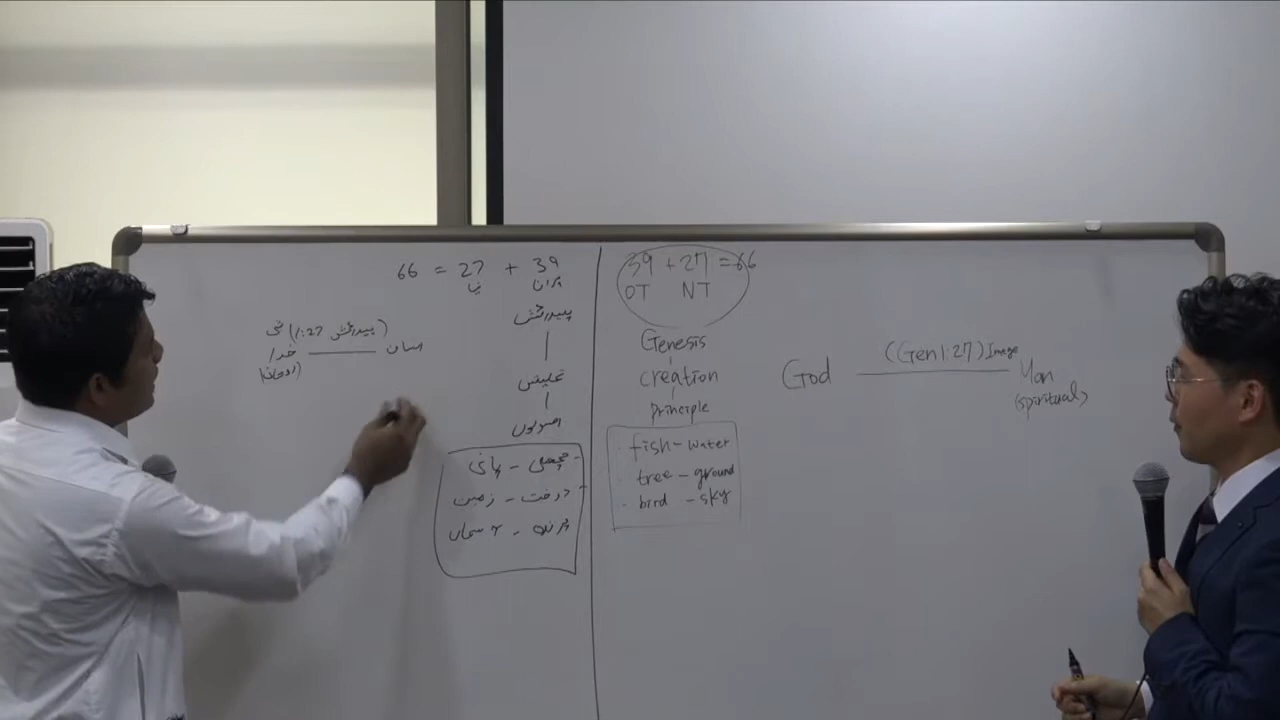 66 = 27 + 39
نیا پرانا
پیدائش
تخلیق
اصولوں
مچھلی - پانی
درخت - زمین
پرندہ - آسمان
(پیدائش 1:27)
خدا انسان
39 + 27 = 66
OT NT
Genesis
creation
principle
· fish - water
· tree - ground
· bird - sky
((Gen 1:27) Image
God Man
(spiritual)